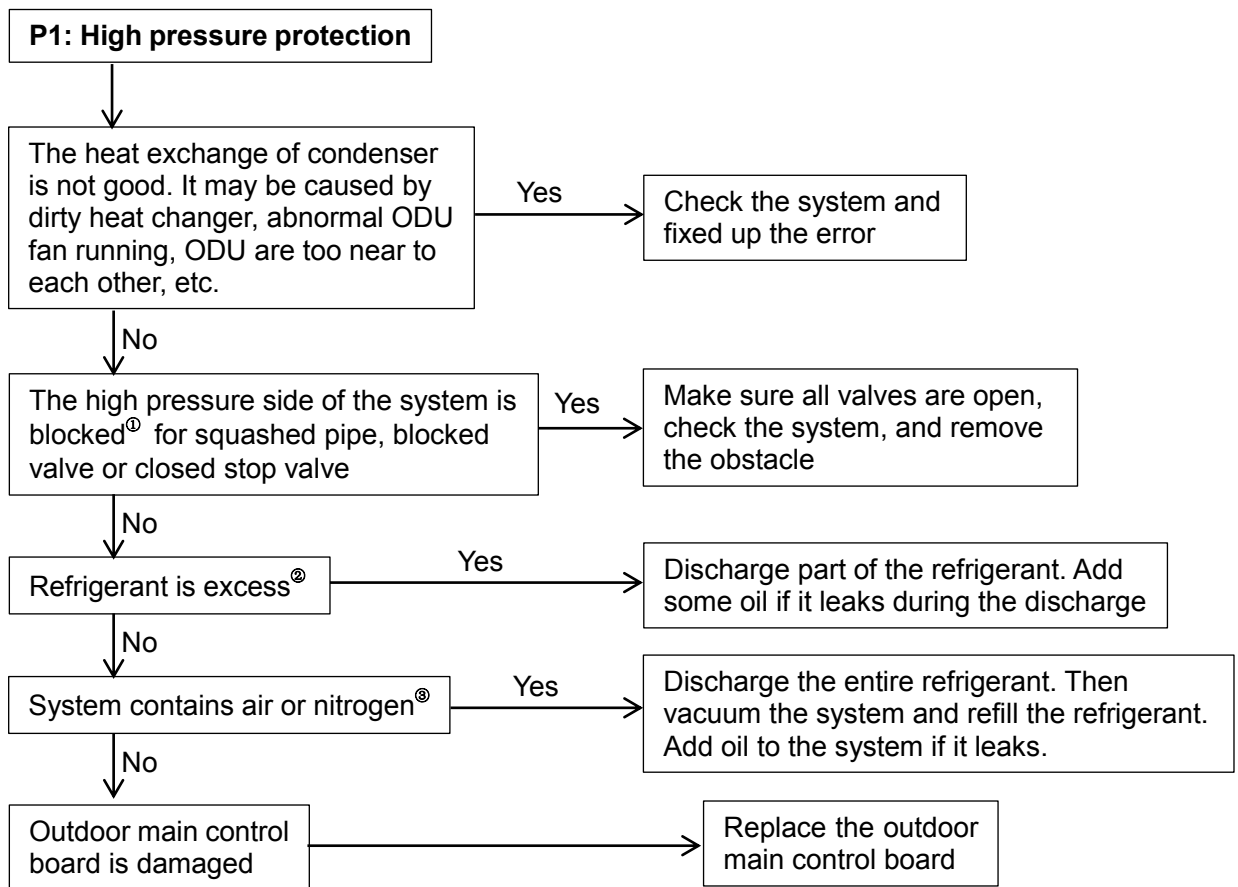 P1: High pressure protection
The heat exchange of condenser
is not good. It may be caused by
dirty heat changer, abnormal ODU
fan running, ODU are too near to
each other, etc.
Yes
Check the system and
fixed up the error
No
The high pressure side of the system is
blocked① for squashed pipe, blocked
valve or closed stop valve
Yes
Make sure all valves are open,
check the system, and remove
the obstacle
No
Refrigerant is excess②
Yes
Discharge part of the refrigerant. Add
some oil if it leaks during the discharge
No
System contains air or nitrogen③
Yes
Discharge the entire refrigerant. Then
vacuum the system and refill the refrigerant.
Add oil to the system if it leaks.
No
Outdoor main control
board is damaged
Replace the outdoor
main control board